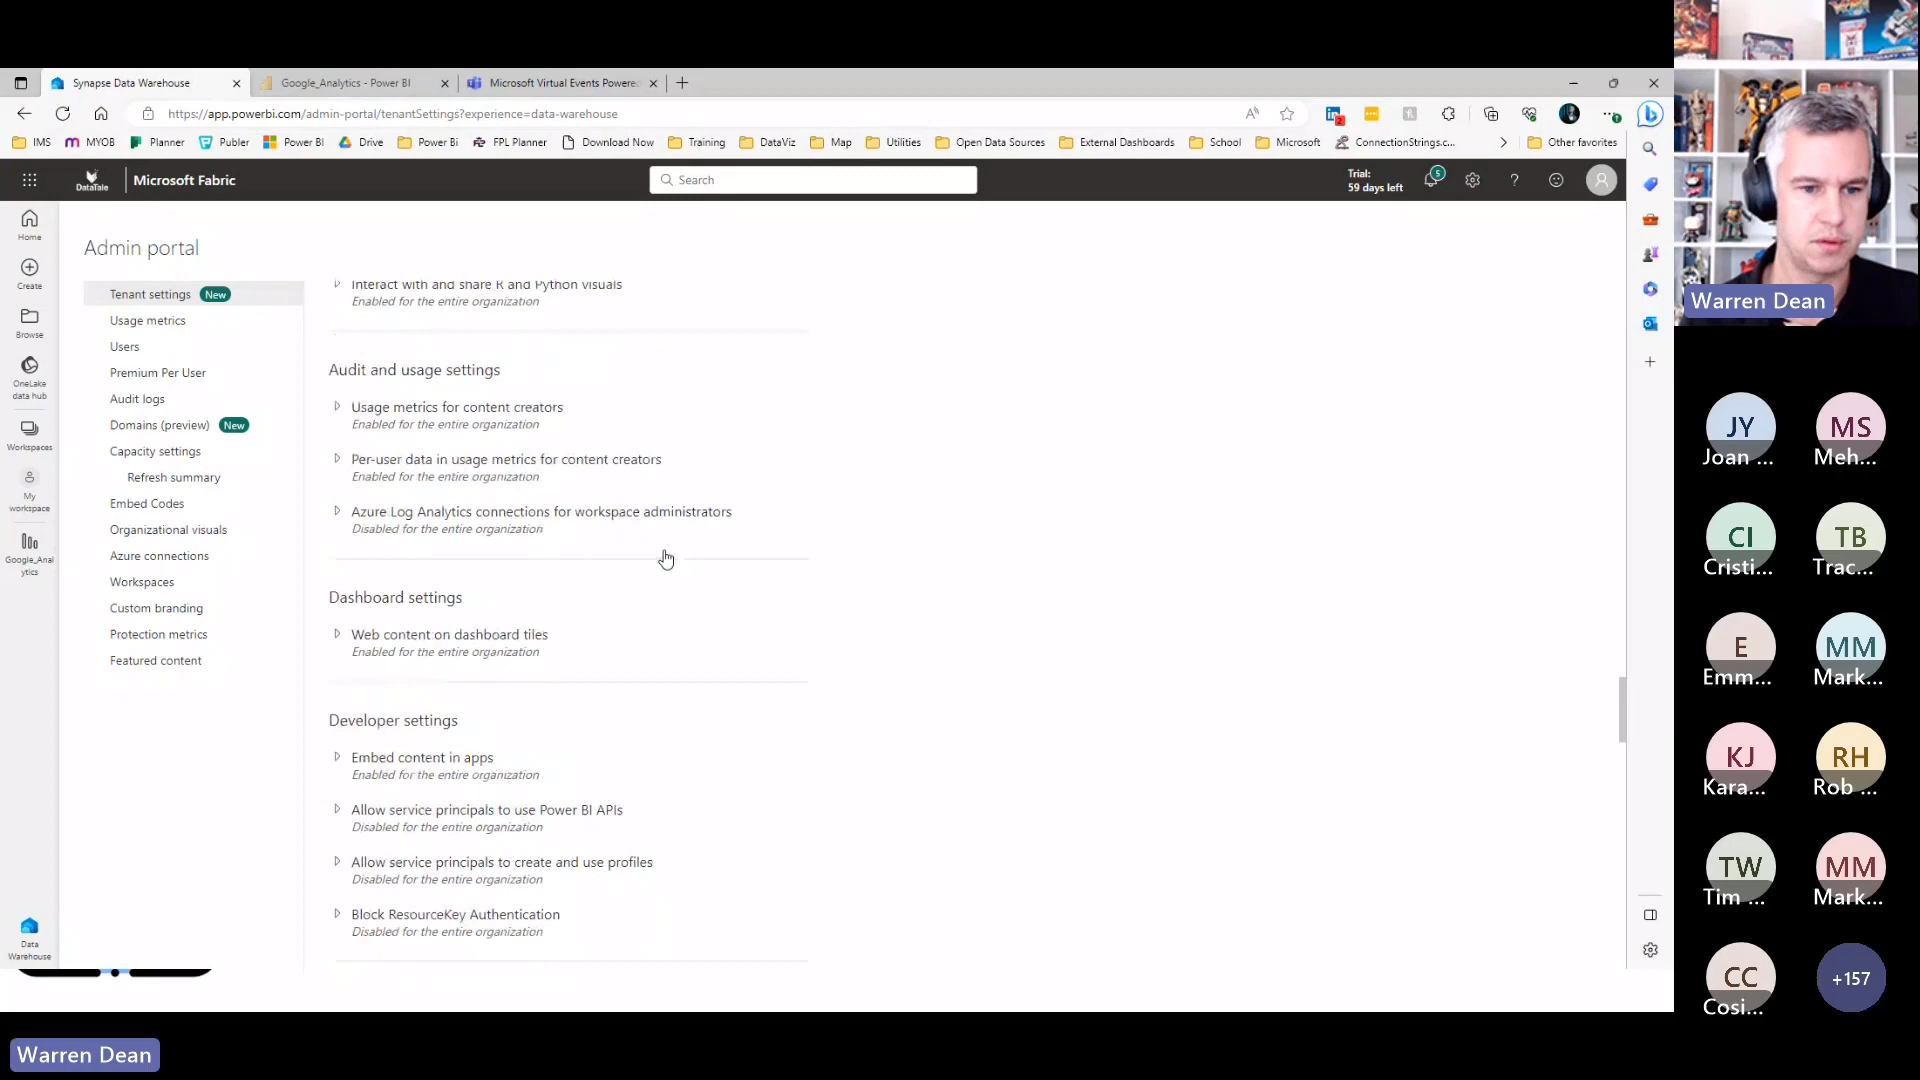 Synapse Data Warehouse
Google_Analytics - Power BI
Microsoft Virtual Events Powere
https://app.powerbi.com/admin-portal/tenantSettings?experience=data-warehouse
IMS
MYOB
Planner
Publer
Power BI
Drive
Power Bi
FPL Planner
Download Now
Training
DataViz
Map
Utilities
Open Data Sources
External Dashboards
School
Microsoft
ConnectionStrings.c...
Other favorites
DataTale
Microsoft Fabric
Search
Trial:
59 days left
5
Home
Create
Browse
OneLake
data hub
Workspaces
My
workspace
Google_Anal
ytics
Data
Warehouse
Admin portal
Tenant settings New
Usage metrics
Users
Premium Per User
Audit logs
Domains (preview) New
Capacity settings
Refresh summary
Embed Codes
Organizational visuals
Azure connections
Workspaces
Custom branding
Protection metrics
Featured content
Interact with and share R and Python visuals
Enabled for the entire organization
Audit and usage settings
Usage metrics for content creators
Enabled for the entire organization
Per-user data in usage metrics for content creators
Enabled for the entire organization
Azure Log Analytics connections for workspace administrators
Disabled for the entire organization
Dashboard settings
Web content on dashboard tiles
Enabled for the entire organization
Developer settings
Embed content in apps
Enabled for the entire organization
Allow service principals to use Power BI APIs
Disabled for the entire organization
Allow service principals to create and use profiles
Disabled for the entire organization
Block ResourceKey Authentication
Disabled for the entire organization
Warren Dean
JY
Joan ...
MS
Meh...
CI
Cristi...
TB
Trac...
E
Emm...
MM
Mark...
KJ
Kara...
RH
Rob ...
TW
Tim ...
MM
Mark...
CC
Cosi...
+157
Warren Dean